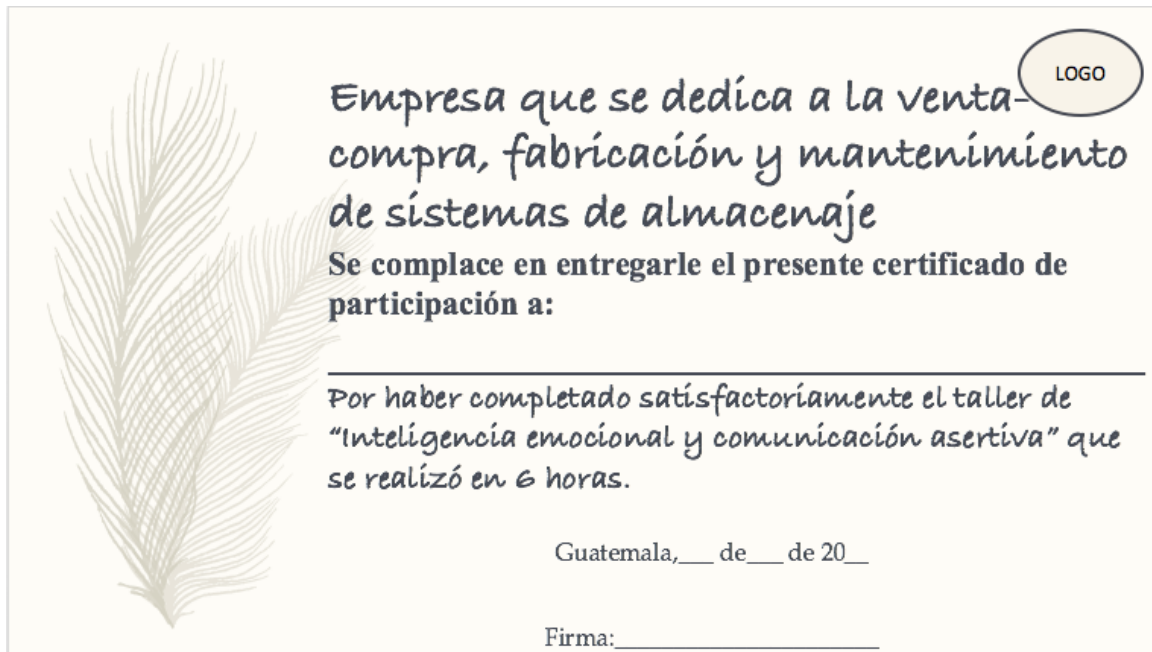 LOGO
Empresa que se dedica a la venta-
compra, fabricación y mantenimiento
de sistemas de almacenaje
Se complace en entregarle el presente certificado de
participación a:
Por haber completado satisfactoriamente el taller de
“Inteligencia emocional y comunicación asertiva” que
se realizó en 6 horas.
Guatemala,___ de___ de 20__
Firma:______________________